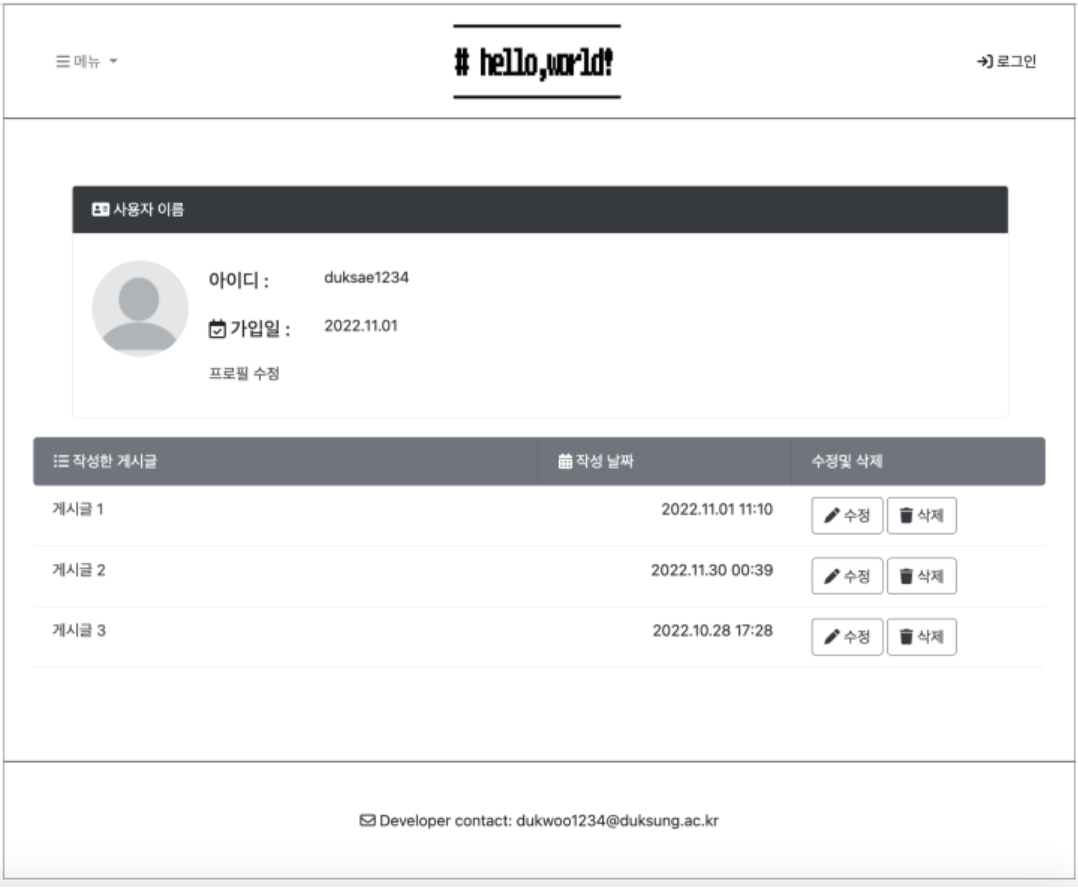 메뉴
# hello,world!
로그인
사용자 이름
아이디 : duksae1234
가입일 : 2022.11.01
프로필 수정
작성한 게시글 작성 날짜 수정및 삭제
게시글 1 2022.11.01 11:10 수정 삭제
게시글 2 2022.11.30 00:39 수정 삭제
게시글 3 2022.10.28 17:28 수정 삭제
Developer contact: dukwoo1234@duksung.ac.kr